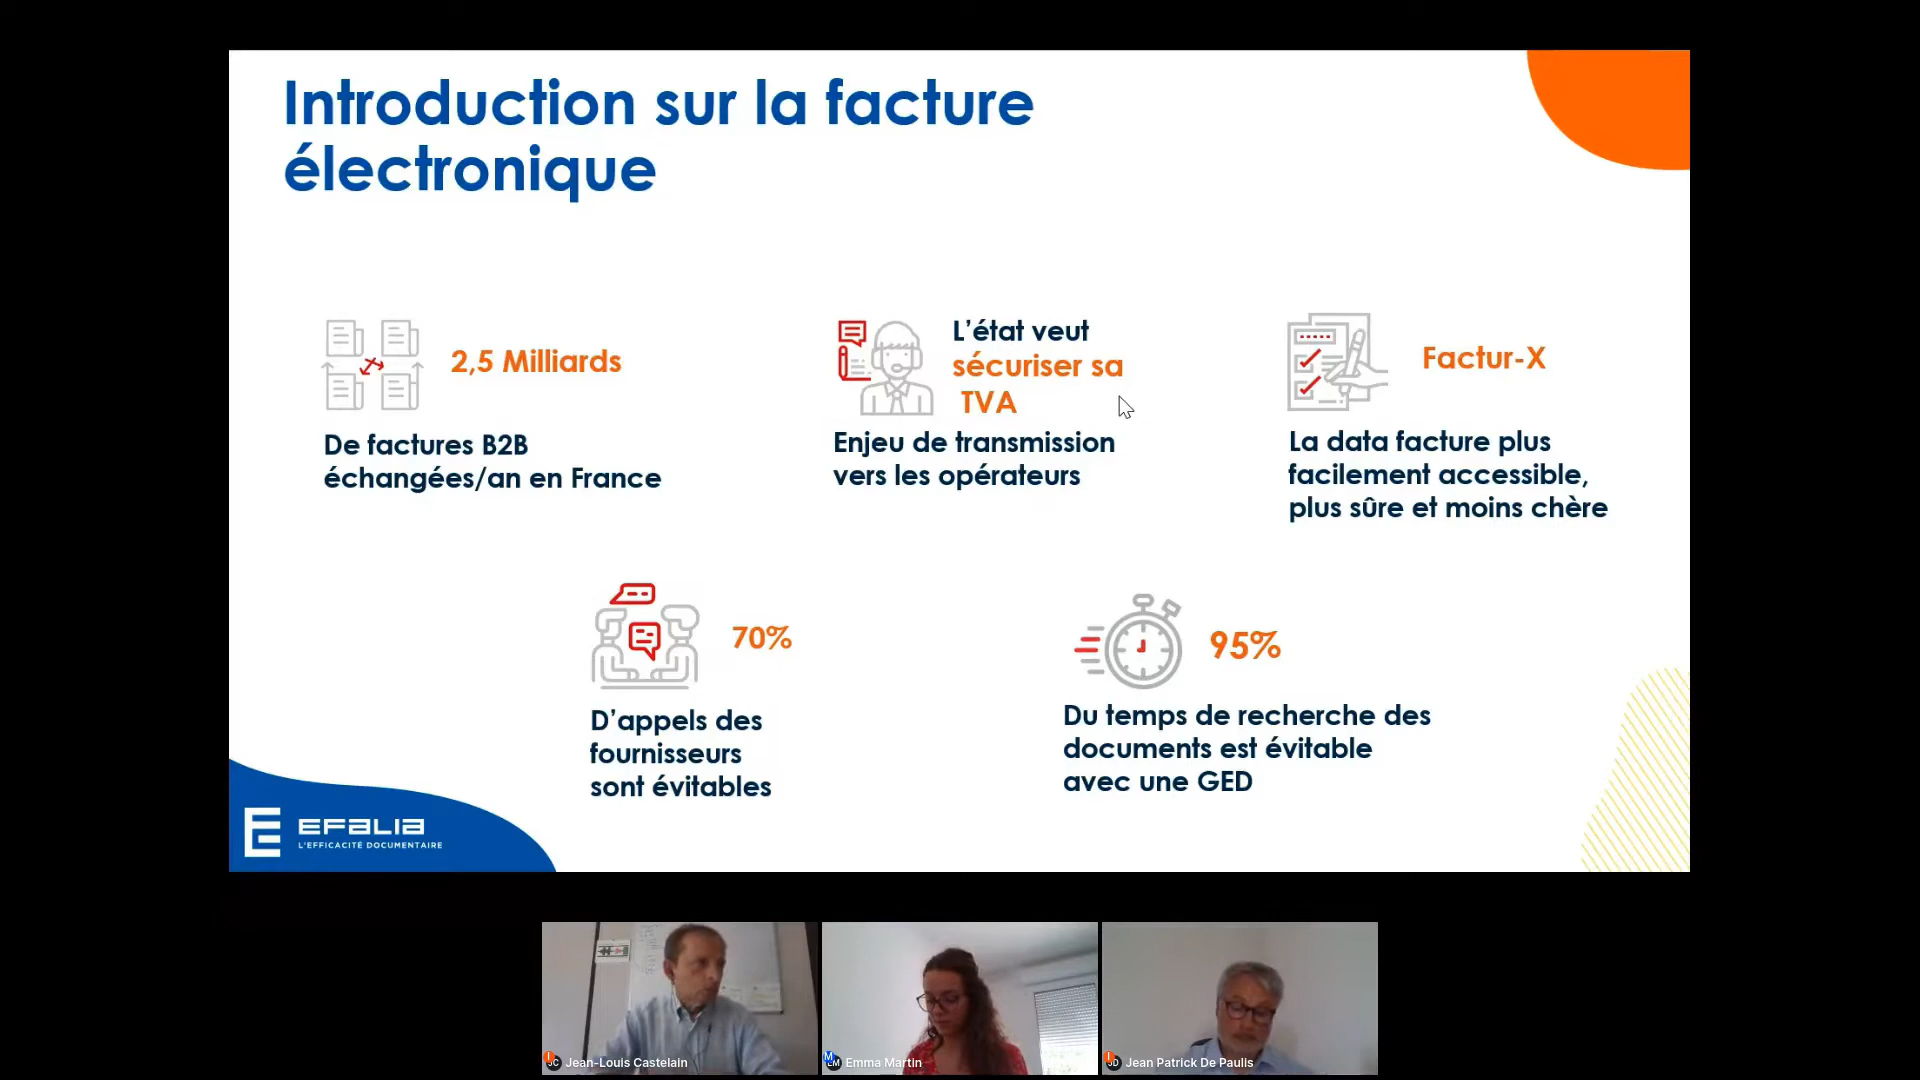 Introduction sur la facture
électronique
2,5 Milliards
De factures B2B
échangées/an en France
L'état veut
sécuriser sa
TVA
Enjeu de transmission
vers les opérateurs
Factur-X
La data facture plus
facilement accessible,
plus sûre et moins chère
70%
D'appels des
fournisseurs
sont évitables
95%
Du temps de recherche des
documents est évitable
avec une GED
EFALIA
L'EFFICACITÉ DOCUMENTAIRE
JC Jean-Louis Castelain
M EM Emma Martin
JD Jean Patrick De Paulis